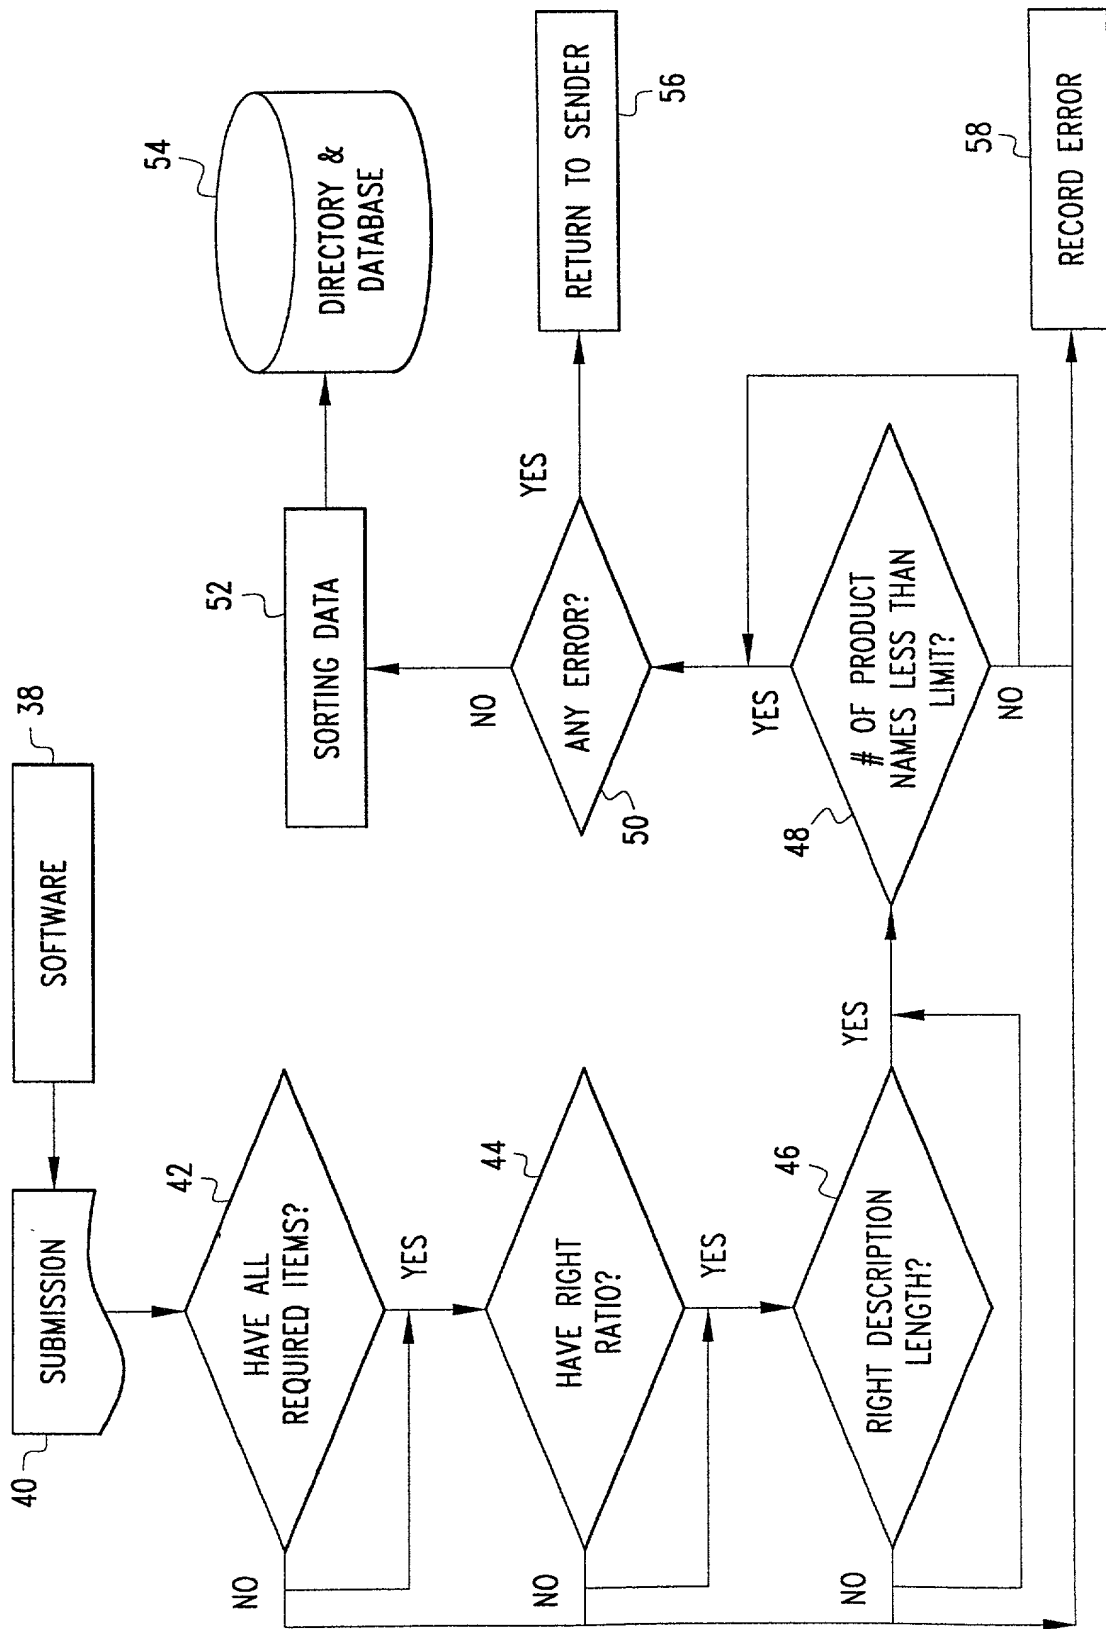 SUBMISSION
40
SOFTWARE
38
HAVE ALL
REQUIRED ITEMS?
42
NO
YES
HAVE RIGHT
RATIO?
44
NO
YES
RIGHT DESCRIPTION
LENGTH?
46
NO
YES
# OF PRODUCT
NAMES LESS THAN
LIMIT?
48
YES
NO
ANY ERROR?
50
NO
YES
SORTING DATA
52
DIRECTORY &
DATABASE
54
RETURN TO SENDER
56
RECORD ERROR
58